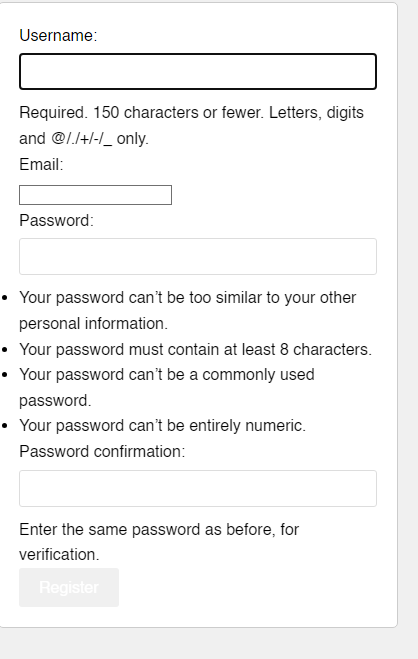 Username:
Required. 150 characters or fewer. Letters, digits
and @/./+/-/_ only.
Email:
Password:
• Your password can’t be too similar to your other
personal information.
• Your password must contain at least 8 characters.
• Your password can’t be a commonly used
password.
• Your password can’t be entirely numeric.
Password confirmation:
Enter the same password as before, for
verification.
Register